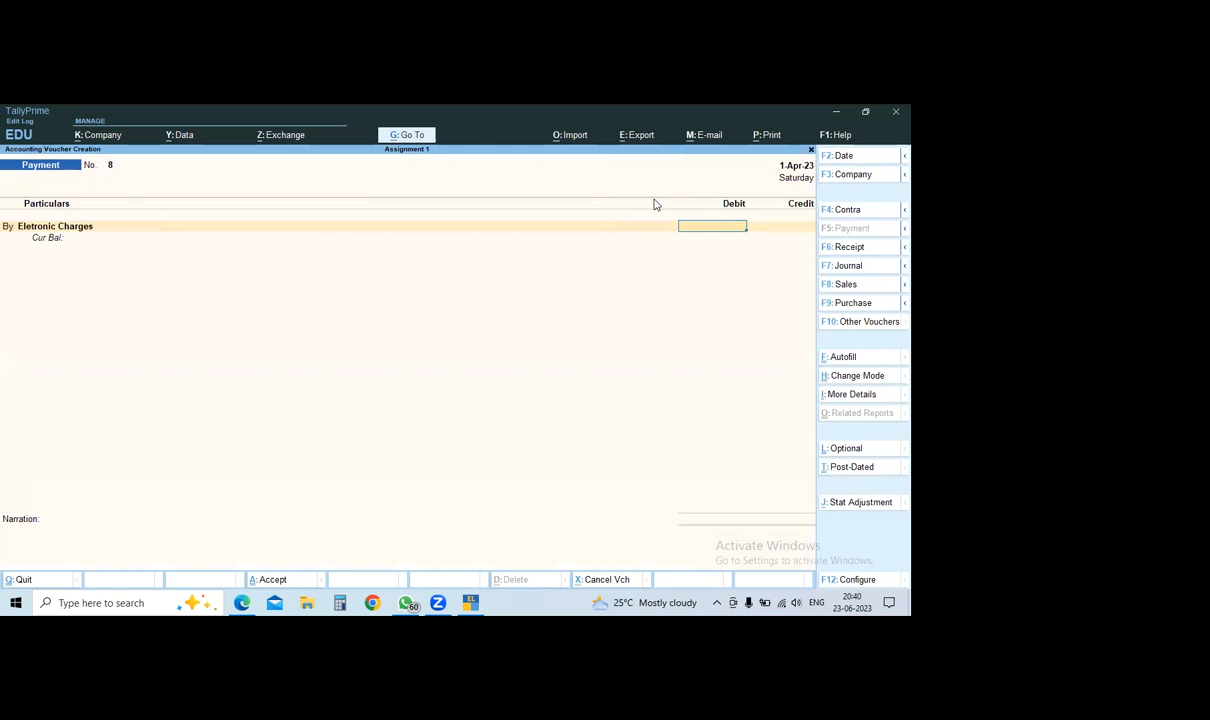 TallyPrime
Edit Log
EDU
MANAGE
K: Company
Y: Data
Z: Exchange
G: Go To
O: Import
E: Export
M: E-mail
P: Print
F1: Help
Accounting Voucher Creation
Assignment 1
Payment No. 8
1-Apr-23
Saturday
Particulars Debit Credit
By Eletronic Charges
Cur Bal:
F2: Date
F3: Company
F4: Contra
F5: Payment
F6: Receipt
F7: Journal
F8: Sales
F9: Purchase
F10: Other Vouchers
F: Autofill
H: Change Mode
I: More Details
O: Related Reports
L: Optional
T: Post-Dated
J: Stat Adjustment
Narration:
Activate Windows
Go to Settings to activate Windows.
Q: Quit
A: Accept
D: Delete
X: Cancel Vch
F12: Configure
Type here to search
60
EL
25°C Mostly cloudy
ENG
20:40
23-06-2023